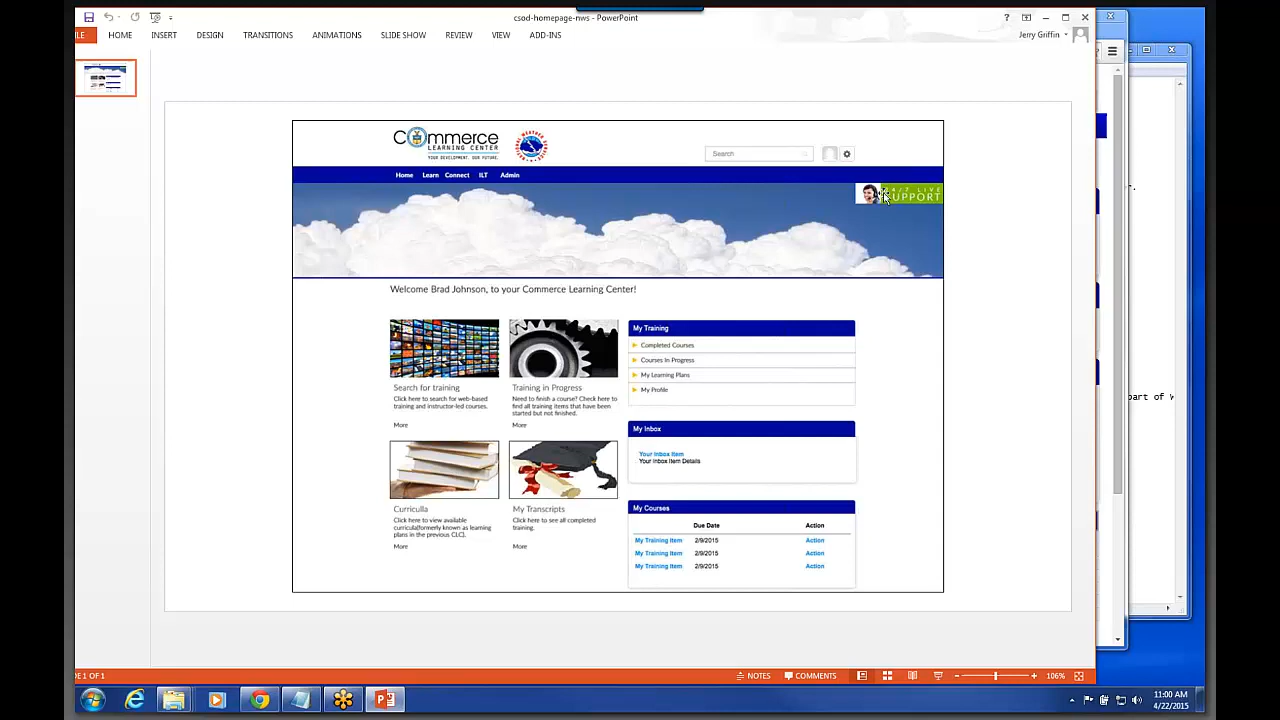 csod-homepage-nws - PowerPoint
HOME INSERT DESIGN TRANSITIONS ANIMATIONS SLIDE SHOW REVIEW VIEW ADD-INS
Jerry Griffin
Commerce
LEARNING CENTER
YOUR DEVELOPMENT. OUR FUTURE.
Search
Home Learn Connect ILT Admin
24/7 LIVE
SUPPORT
Welcome Brad Johnson, to your Commerce Learning Center!
Search for training
Click here to search for web-based
training and instructor-led courses.
More
Training in Progress
Need to finish a course? Check here to
find all training items that have been
started but not finished.
More
Curriculla
Click here to view available
curricula(formerly known as learning
plans in the previous CLC).
More
My Transcripts
Click here to see all completed
training.
More
My Training
Completed Courses
Courses In Progress
My Learning Plans
My Profile
My Inbox
Your Inbox Item
Your Inbox Item Details
My Courses
Due Date Action
My Training Item 2/9/2015 Action
My Training Item 2/9/2015 Action
My Training Item 2/9/2015 Action
part of
DE 1 OF 1
NOTES COMMENTS 106%
11:00 AM
4/22/2015